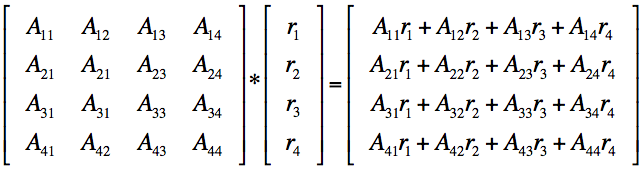 A₁₁ A₁₂ A₁₃ A₁₄ r₁ A₁₁r₁ + A₁₂r₂ + A₁₃r₃ + A₁₄r₄
A₂₁ A₂₁ A₂₃ A₂₄ * r₂ = A₂₁r₁ + A₂₂r₂ + A₂₃r₃ + A₂₄r₄
A₃₁ A₃₁ A₃₃ A₃₄ r₃ A₃₁r₁ + A₃₂r₂ + A₃₃r₃ + A₃₄r₄
A₄₁ A₄₂ A₄₃ A₄₄ r₄ A₄₁r₁ + A₄₂r₂ + A₄₃r₃ + A₄₄r₄